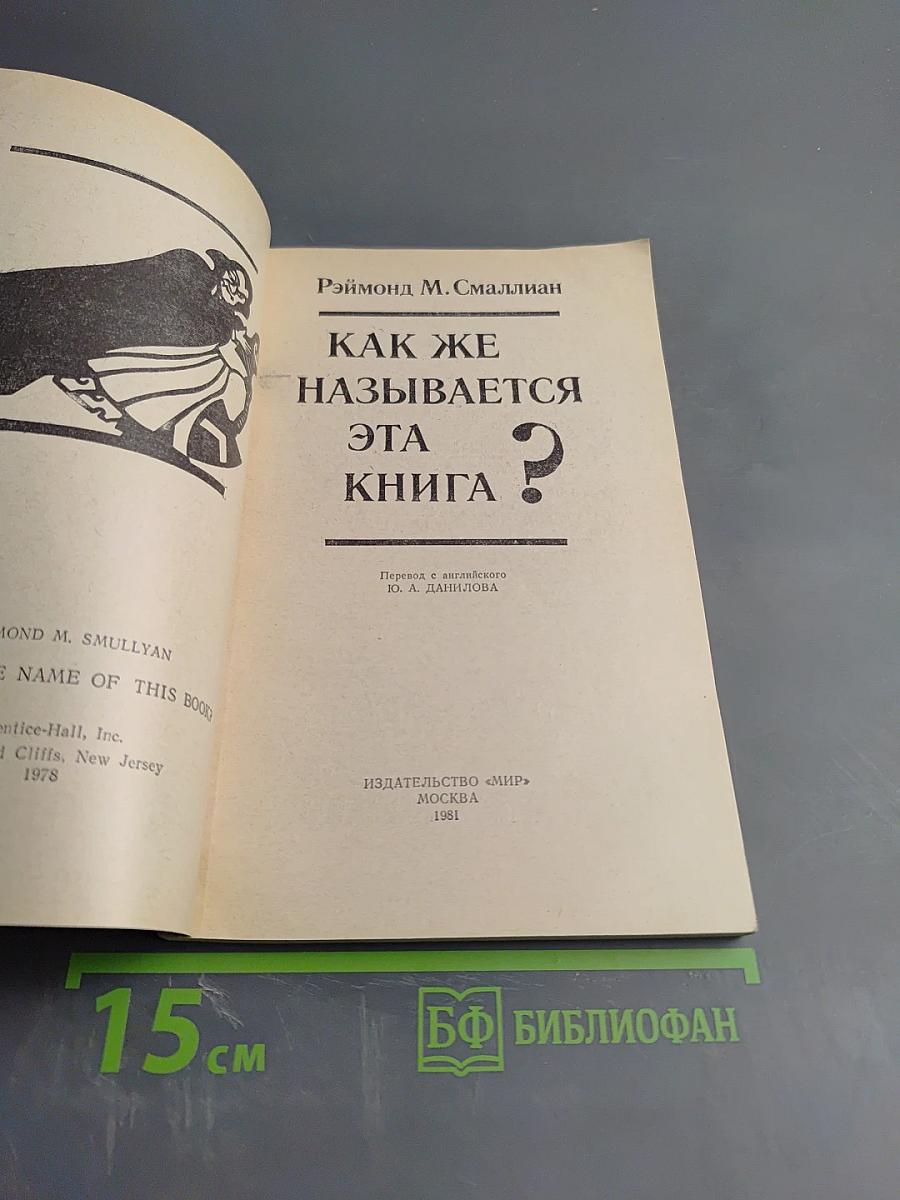 MOND M. SMULLYAN
NAME OF THIS BOOK?
entice-Hall, Inc.
Cliffs, New Jersey
1978
Рэймонд М. Смаллиан
КАК ЖЕ
НАЗЫВАЕТСЯ
ЭТА
КНИГА ?
Перевод с английского
Ю. А. ДАНИЛОВА
ИЗДАТЕЛЬСТВО «МИР»
МОСКВА
1981
15 см
БФ БИБЛИОФАН